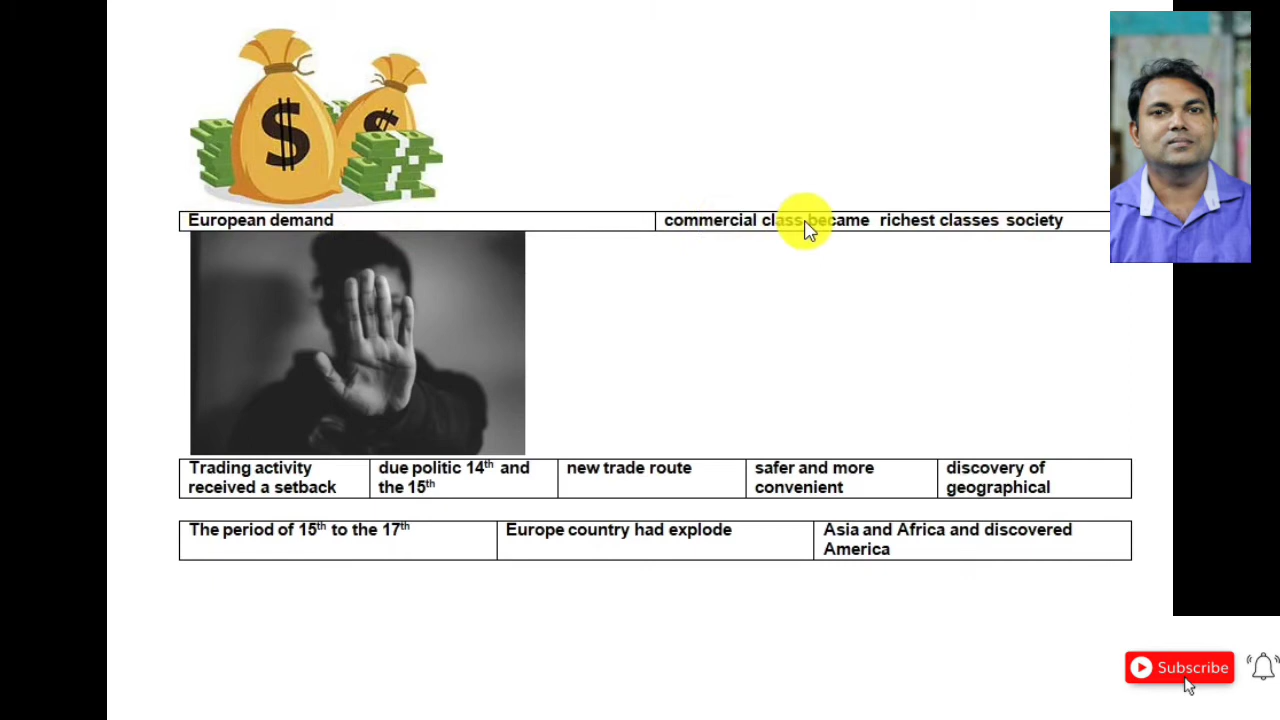 $
$
European demand
commercial class became richest classes society
Trading activity
received a setback
due politic 14th and
the 15th
new trade route
safer and more
convenient
discovery of
geographical
The period of 15th to the 17th
Europe country had explode
Asia and Africa and discovered
America
Subscribe